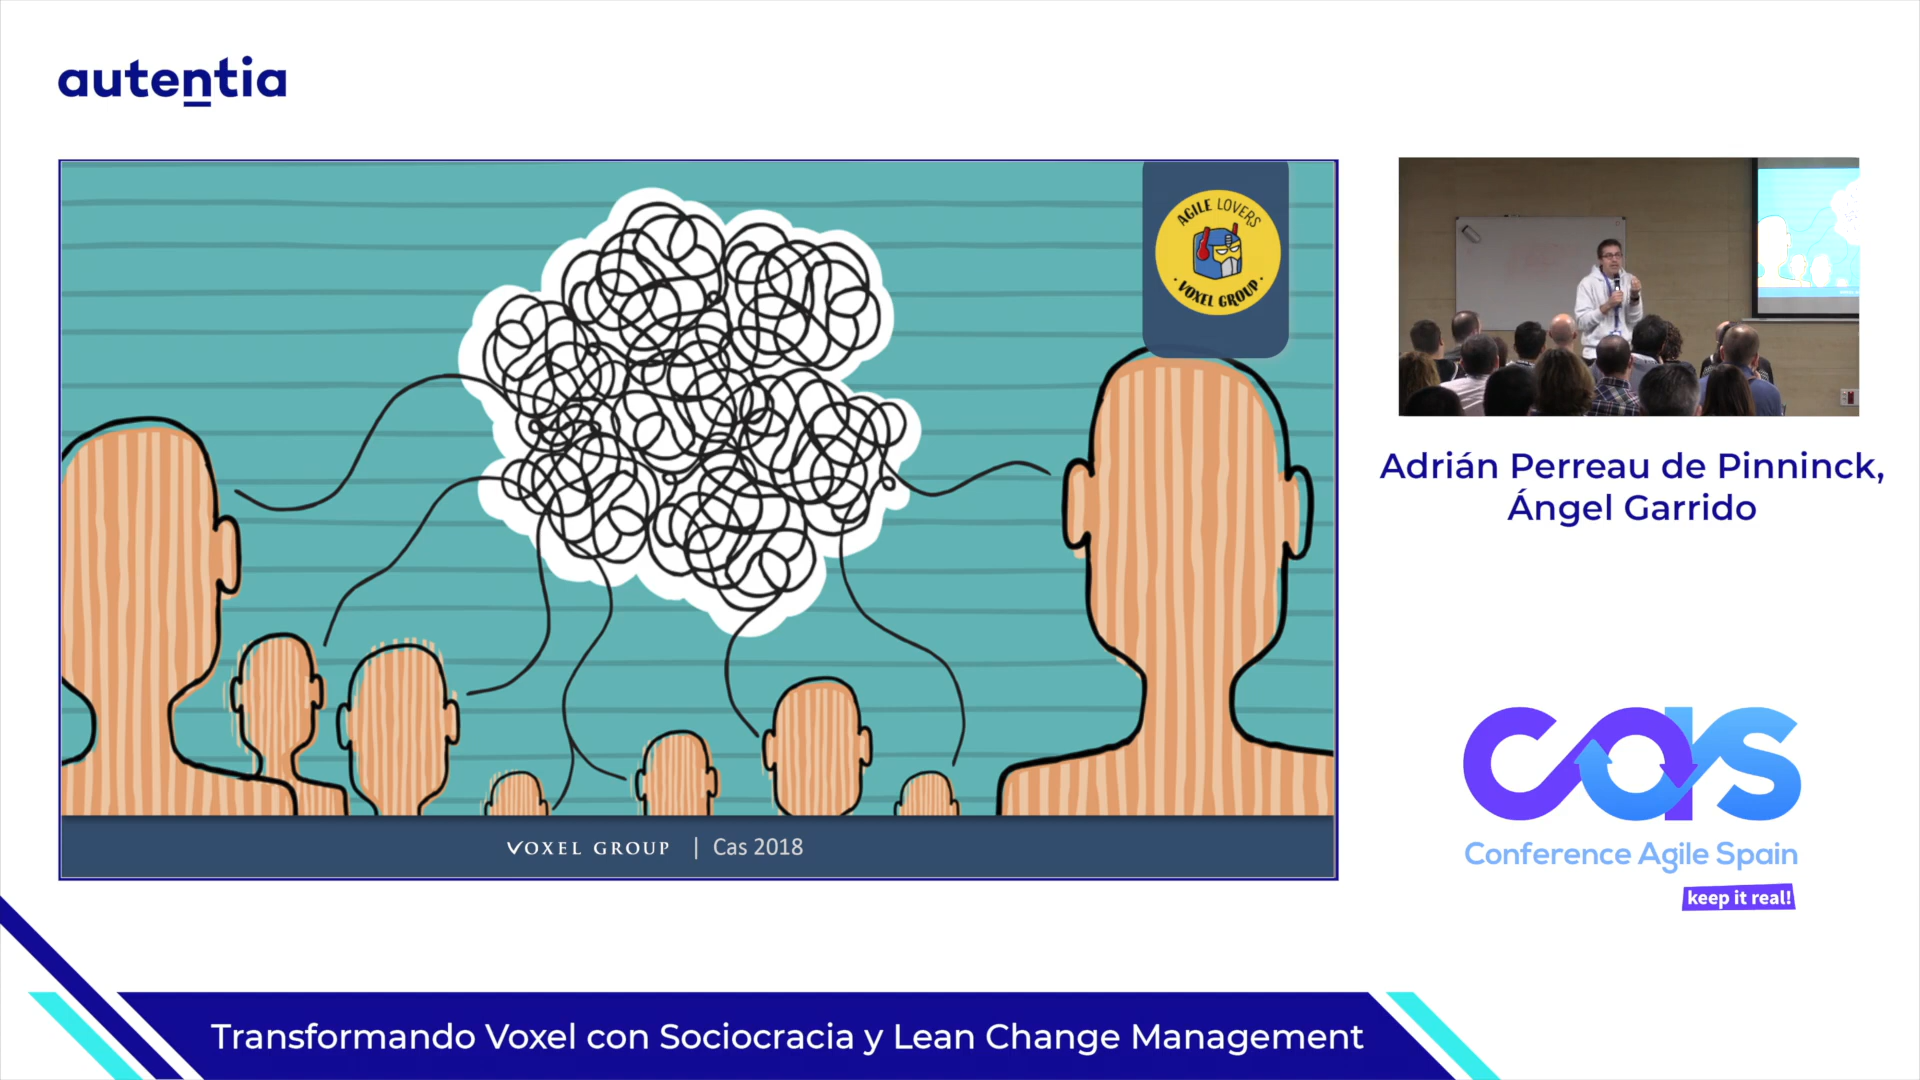 autentia
AGILE LOVERS
· VOXEL GROUP ·
VOXEL GROUP | Cas 2018
Adrián Perreau de Pinninck,
Ángel Garrido
cas
Conference Agile Spain
keep it real!
Transformando Voxel con Sociocracia y Lean Change Management